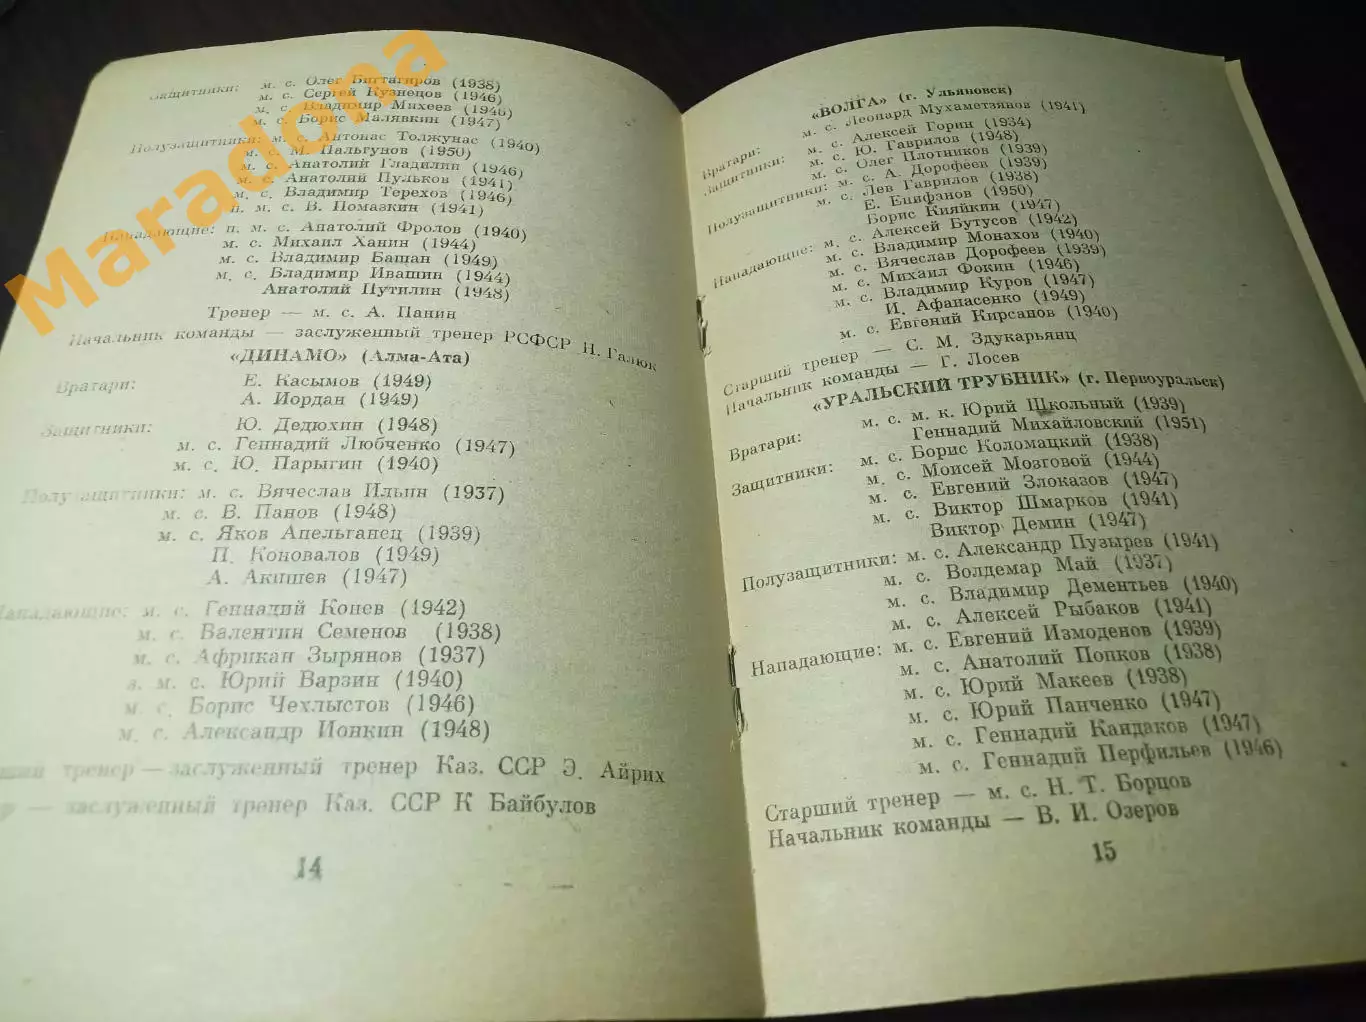 Защитники: м. с. Олег Биктагиров (1938)
м. с. Сергей Кузнецов (1946)
м. с. Владимир Михеев (1946)
м. с. Борис Малявкин (1947)
Полузащитники: м. с. Антонас Толжунас (1940)
м. с. М. Пальгунов (1950)
м. с. Анатолий Гладилин (1946)
м. с. Анатолий Пульков (1941)
м. с. Владимир Терехов (1946)
п. м. с. В. Помазкин (1941)
Нападающие: п. м. с. Анатолий Фролов (1940)
м. с. Михаил Ханин (1944)
м. с. Владимир Башан (1949)
м. с. Владимир Ивашин (1944)
Анатолий Путилин (1948)
Тренер — м. с. А. Панин
Начальник команды — заслуженный тренер РСФСР Н. Галюк
«ДИНАМО» (Алма-Ата)
Вратари: Е. Касымов (1949)
А. Иордан (1949)
Защитники: Ю. Дедюхин (1948)
м. с. Геннадий Любченко (1947)
м. с. Ю. Парыгин (1940)
Полузащитники: м. с. Вячеслав Ильин (1937)
м. с. В. Панов (1948)
м. с. Яков Апельганец (1939)
П. Коновалов (1949)
А. Акишев (1947)
Нападающие: м. с. Геннадий Конев (1942)
м. с. Валентин Семенов (1938)
м. с. Африкан Зырянов (1937)
з. м. с. Юрий Варзин (1940)
м. с. Борис Чехлыстов (1946)
м. с. Александр Ионкин (1948)
ший тренер — заслуженный тренер Каз. ССР Э. Айрих
р — заслуженный тренер Каз. ССР К Байбулов
14
«ВОЛГА» (г. Ульяновск)
Вратари: м. с. Леонард Мухаметзянов (1941)
м. с. Алексей Горин (1934)
Защитники: м. с. Ю. Гаврилов (1948)
м. с. Олег Плотников (1939)
Полузащитники: м. с. А. Дорофеев (1939)
м. с. Лев Гаврилов (1938)
Е. Епифанов (1950)
Борис Кияйкин (1947)
Нападающие: м. с. Алексей Бутусов (1942)
м. с. Владимир Монахов (1940)
м. с. Вячеслав Дорофеев (1939)
м. с. Михаил Фокин (1946)
м. с. Владимир Куров (1947)
И. Афанасенко (1949)
м. с. Евгений Кирсанов (1940)
Старший тренер — С. М. Здукарьянц
Начальник команды — Г. Лосев
«УРАЛЬСКИЙ ТРУБНИК» (г. Первоуральск)
Вратари: м. с. м. к. Юрий Школьный (1939)
Геннадий Михайловский (1951)
Защитники: м. с. Борис Коломацкий (1938)
м. с. Моисей Мозговой (1944)
м. с. Евгений Злоказов (1947)
м. с. Виктор Шмарков (1941)
Виктор Демин (1947)
Полузащитники: м. с. Александр Пузырев (1941)
м. с. Волдемар Май (1937)
м. с. Владимир Дементьев (1940)
м. с. Алексей Рыбаков (1941)
Нападающие: м. с. Евгений Измоденов (1939)
м. с. Анатолий Попков (1938)
м. с. Юрий Макеев (1938)
м. с. Юрий Панченко (1947)
м. с. Геннадий Кандаков (1947)
м. с. Геннадий Перфильев (1946)
Старший тренер — м. с. Н. Т. Борцов
Начальник команды — В. И. Озеров
15
Maradona